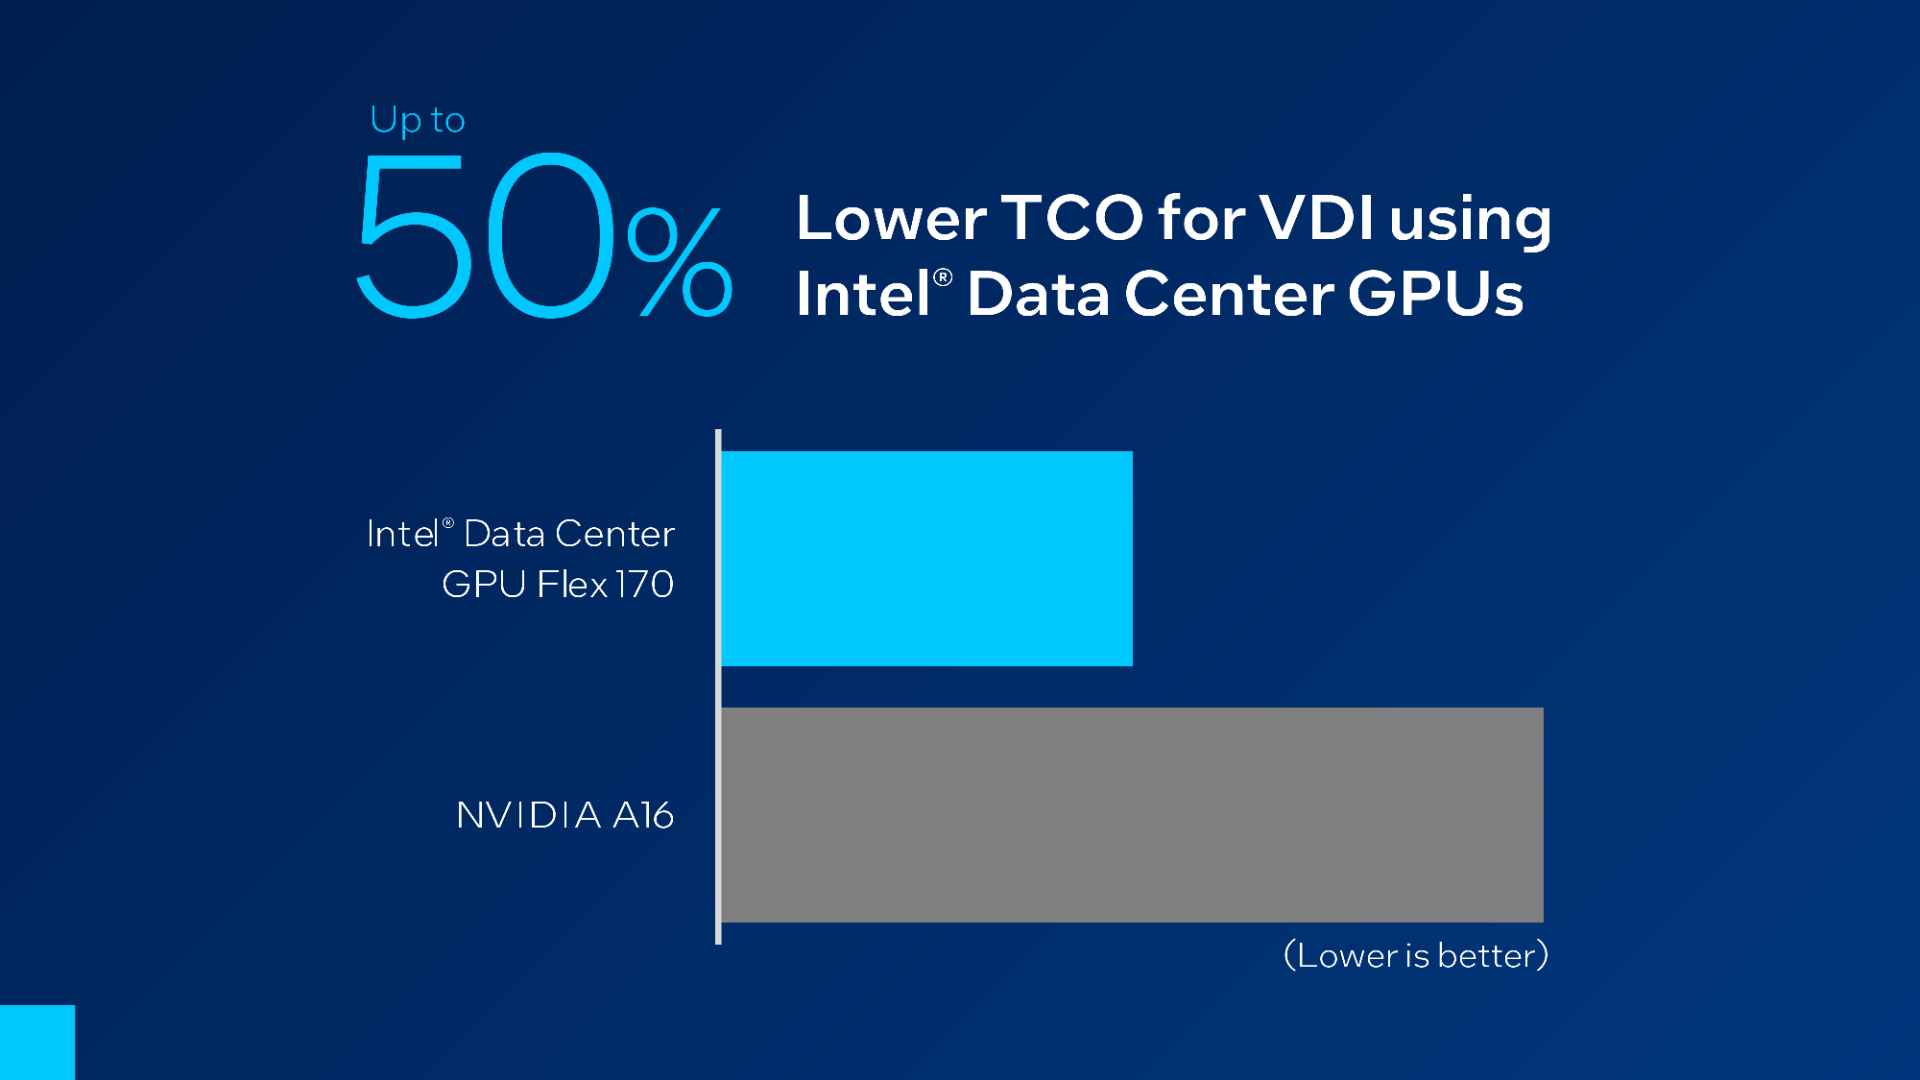 Up to
50%
Lower TCO for VDI using
Intel® Data Center GPUs
Intel® Data Center
GPU Flex 170
NVIDIA A16
(Lower is better)